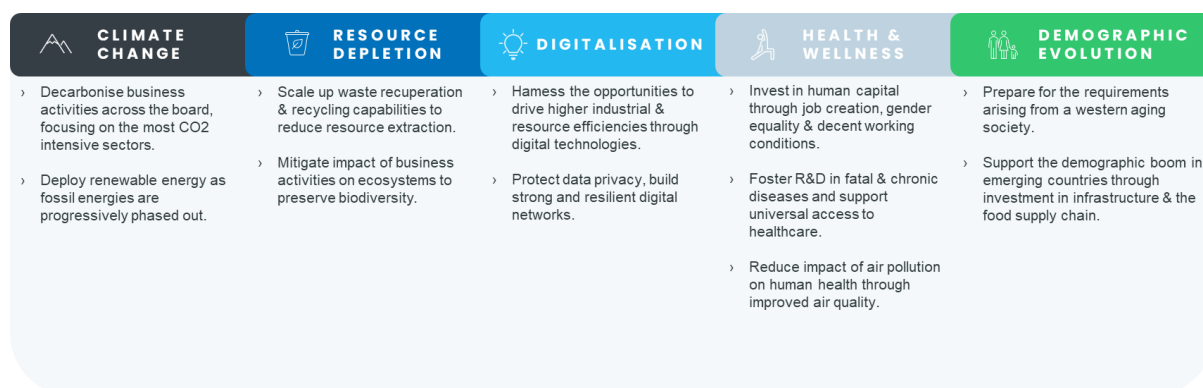 CLIMATE
CHANGE
› Decarbonise business
activities across the board,
focusing on the most CO2
intensive sectors.
› Deploy renewable energy as
fossil energies are
progressively phased out.
RESOURCE
DEPLETION
› Scale up waste recuperation
& recycling capabilities to
reduce resource extraction.
› Mitigate impact of business
activities on ecosystems to
preserve biodiversity.
DIGITALISATION
› Harness the opportunities to
drive higher industrial &
resource efficiencies through
digital technologies.
› Protect data privacy, build
strong and resilient digital
networks.
HEALTH &
WELLNESS
› Invest in human capital
through job creation, gender
equality & decent working
conditions.
› Foster R&D in fatal & chronic
diseases and support
universal access to
healthcare.
› Reduce impact of air pollution
on human health through
improved air quality.
DEMOGRAPHIC
EVOLUTION
› Prepare for the requirements
arising from a western aging
society.
› Support the demographic boom in
emerging countries through
investment in infrastructure & the
food supply chain.